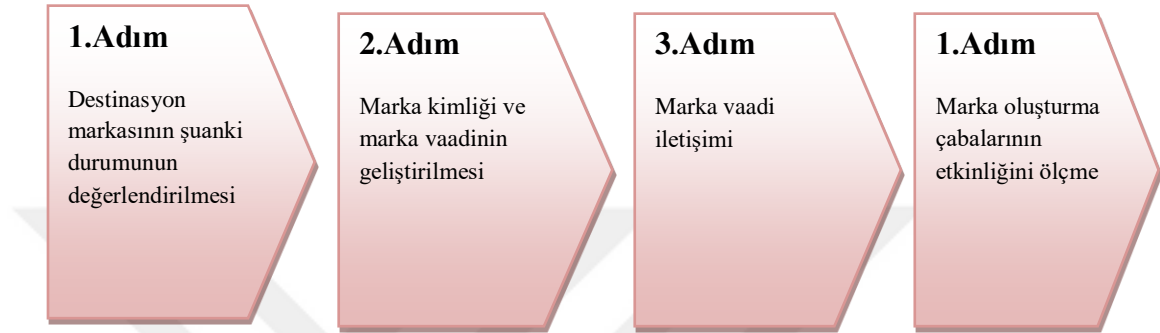 1.Adım
Destinasyon
markasının şuanki
durumunun
değerlendirilmesi
2.Adım
Marka kimliği ve
marka vaadinin
geliştirilmesi
3.Adım
Marka vaadi
iletişimi
1.Adım
Marka oluşturma
çabalarının
etkinliğini ölçme